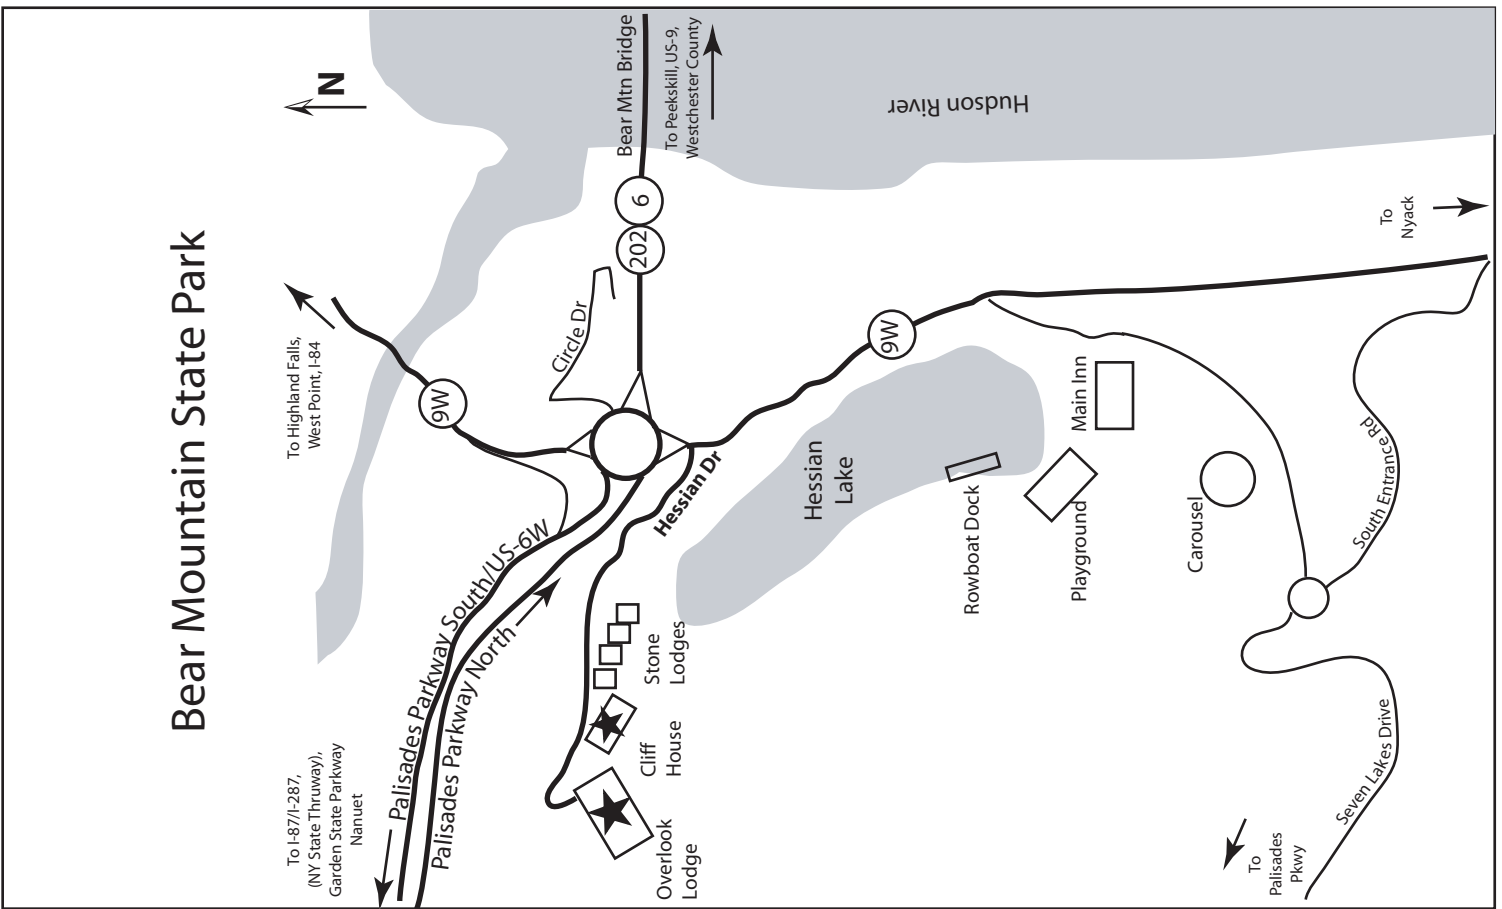 Bear Mountain State Park
N
To Highland Falls,
West Point, I-84
To I-87/I-287,
(NY State Thruway),
Garden State Parkway
Nanuet
Palisades Parkway South/US-6W
Palisades Parkway North
9W
Circle Dr
202
6
Bear Mtn Bridge
To Peekskill, US-9,
Westchester County
Hudson River
Hessian Dr
Stone
Lodges
Cliff
House
Overlook
Lodge
Hessian
Lake
9W
Rowboat Dock
Main Inn
Playground
Carousel
To
Nyack
South Entrance Rd
Seven Lakes Drive
To
Palisades
Pkwy